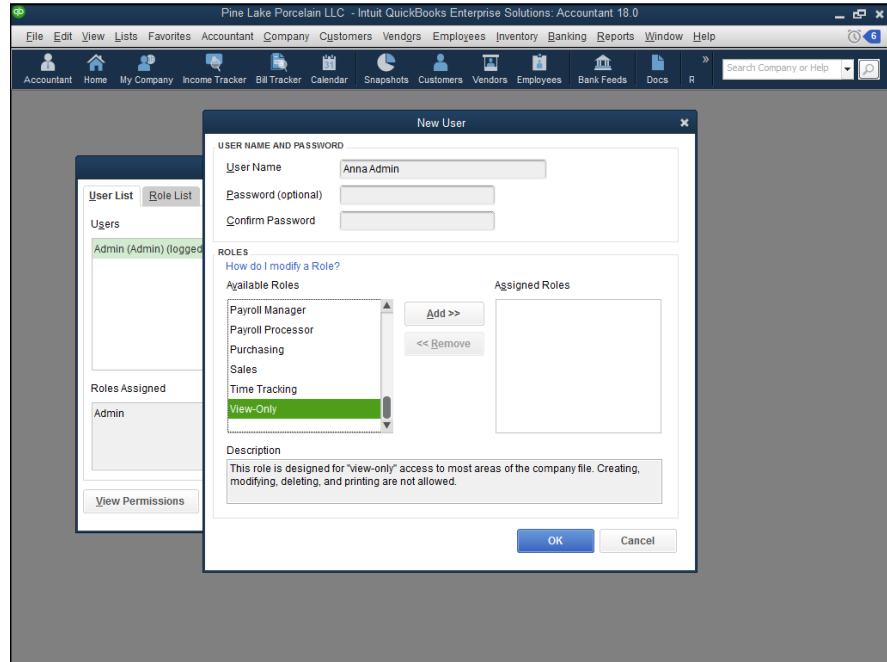 qb
Pine Lake Porcelain LLC - Intuit QuickBooks Enterprise Solutions: Accountant 18.0
File Edit View Lists Favorites Accountant Company Customers Vendors Employees Inventory Banking Reports Window Help 6
31
Accountant Home My Company Income Tracker Bill Tracker Calendar Snapshots Customers Vendors Employees Bank Feeds Docs R » Search Company or Help
New User
USER NAME AND PASSWORD
User Name Anna Admin
Password (optional)
Confirm Password
User List Role List
Users
Admin (Admin) (logged
Roles Assigned
Admin
View Permissions
ROLES
How do I modify a Role?
Available Roles Assigned Roles
Payroll Manager
Payroll Processor
Purchasing
Sales
Time Tracking
View-Only
Add >>
<< Remove
Description
This role is designed for "view-only" access to most areas of the company file. Creating,
modifying, deleting, and printing are not allowed.
OK Cancel